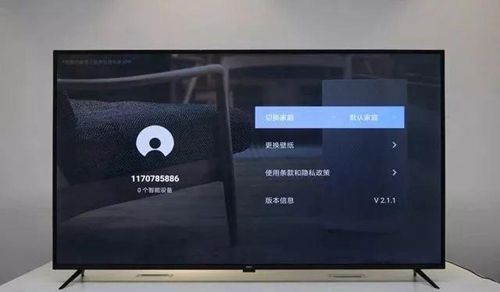 1170785886
0 个智能设备
切换家庭 默认家庭
更换壁纸
使用条款和隐私政策
版本信息 V 2.1.1